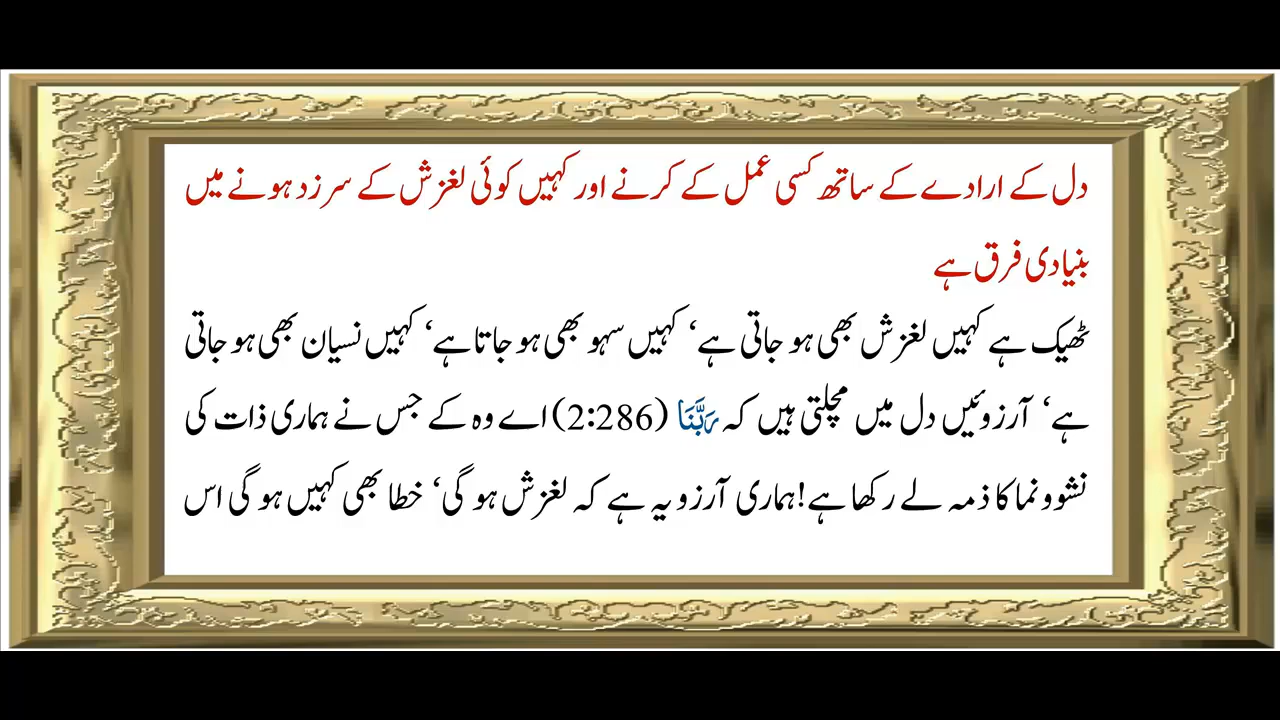 دل کے ارادے کے ساتھ کسی عمل کے کرنے اور کہیں کوئی لغزش کے سرزد ہونے میں
بنیادی فرق ہے
ٹھیک ہے کہیں لغزش بھی ہو جاتی ہے‘ کہیں سہو بھی ہو جاتا ہے‘ کہیں نسیان بھی ہو جاتی
ہے‘ آرزوئیں دل میں مچلتی ہیں کہ رَبَّنَا (2:286) اے وہ کے جس نے ہماری ذات کی
نشوونما کا ذمہ لے رکھا ہے! ہماری آرزو یہ ہے کہ لغزش ہو گی‘ خطا بھی کہیں ہو گی اس